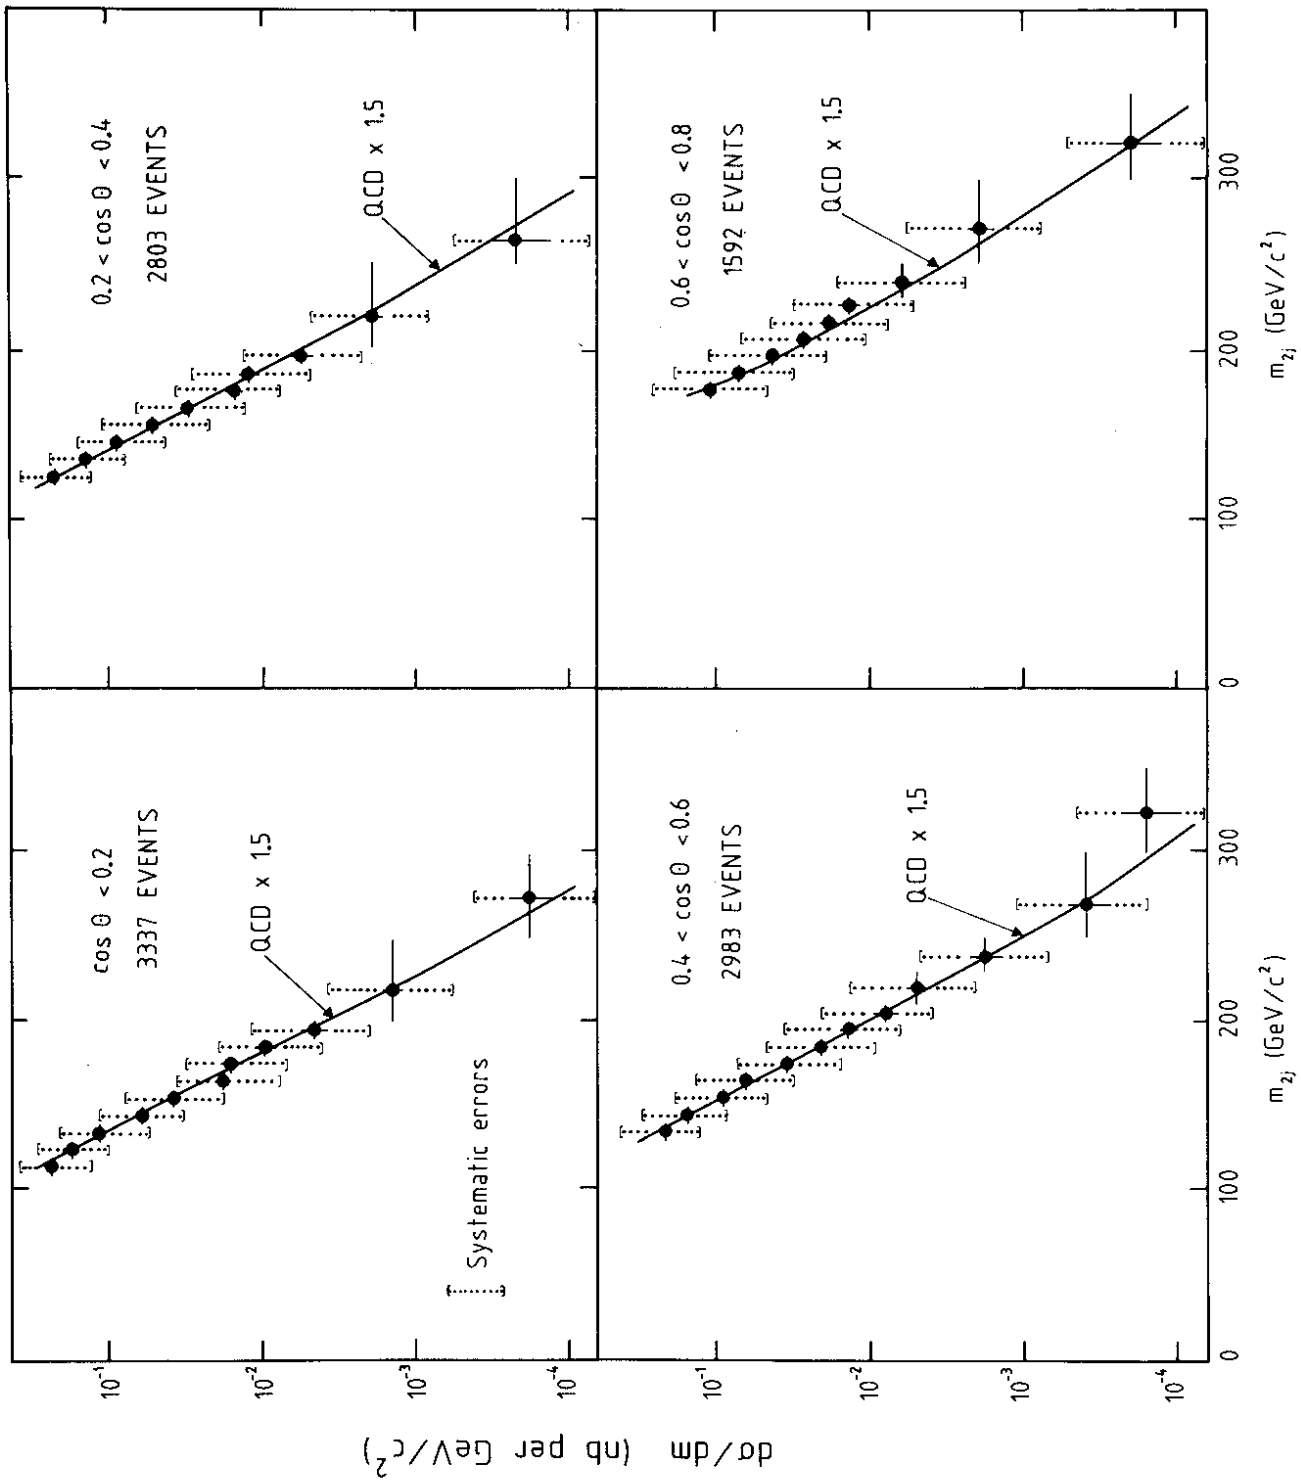 dσ/dm (nb per GeV/c²)
10⁻¹
10⁻²
10⁻³
10⁻⁴
cos θ < 0.2
3337 EVENTS
QCD x 1.5
Systematic errors
0.2 < cos θ < 0.4
2803 EVENTS
QCD x 1.5
10⁻¹
10⁻²
10⁻³
10⁻⁴
0.4 < cos θ < 0.6
2983 EVENTS
QCD x 1.5
0.6 < cos θ < 0.8
1592 EVENTS
QCD x 1.5
0 100 200 300
0 100 200 300
m₂ⱼ (GeV/c²)
m₂ⱼ (GeV/c²)